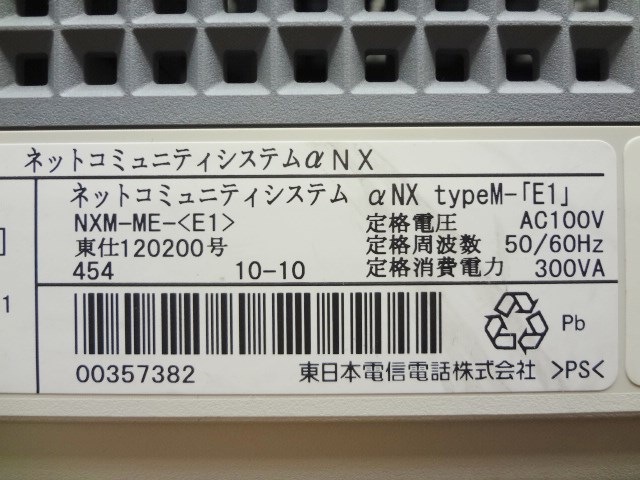 ネットコミュニティシステムαNX
ネットコミュニティシステム αNX typeM-「E1」
NXM-ME-<E1> 定格電圧 AC100V
東仕120200号 定格周波数 50/60Hz
454 10-10 定格消費電力 300VA
1
Pb
00357382 東日本電信電話株式会社 >PS<